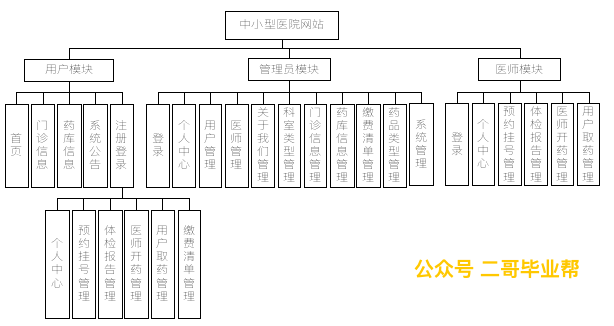 中小型医院网站
用户模块
管理员模块
医师模块
首页
门诊信息
药库信息
系统公告
注册登录
登录
个人中心
用户管理
医师管理
关于我们管理
科室类型管理
门诊信息管理
药库信息管理
缴费清单管理
药品类型管理
系统管理
登录
个人中心
预约挂号管理
体检报告管理
医师开药管理
用户取药管理
个人中心
预约挂号管理
体检报告管理
医师开药管理
用户取药管理
缴费清单管理
公众号 二哥毕业帮